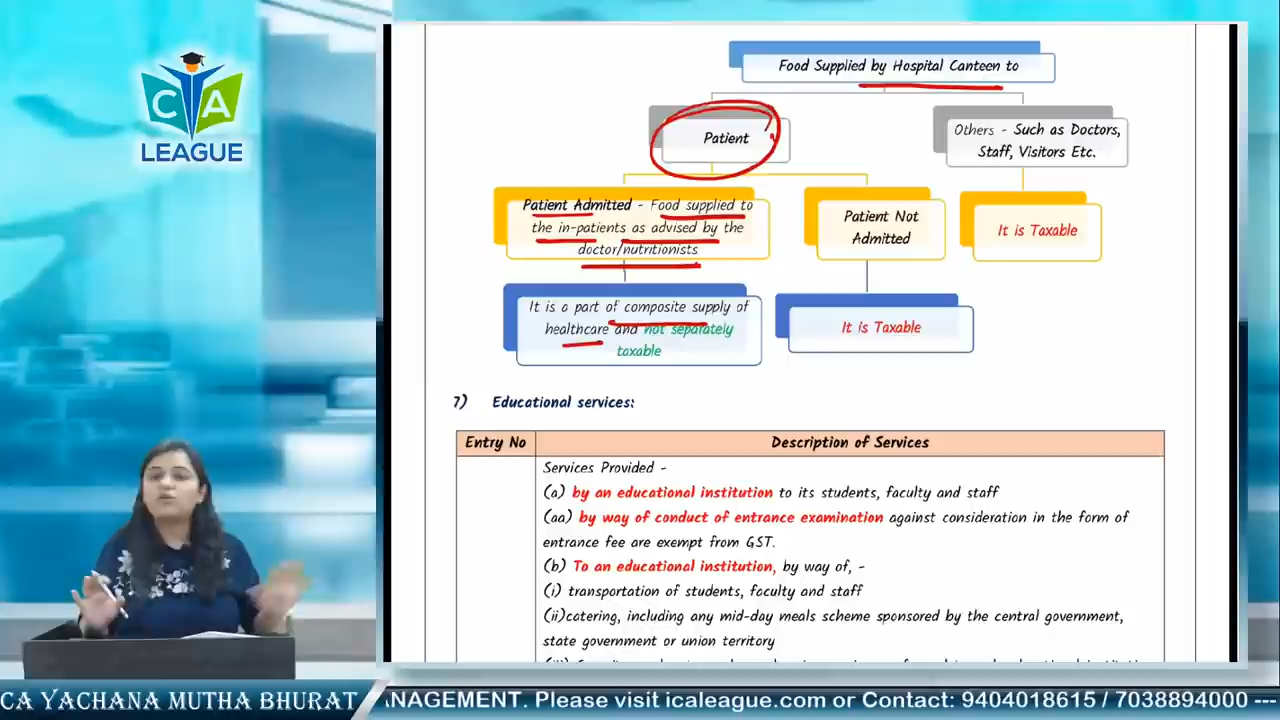 CA
LEAGUE
Food Supplied by Hospital Canteen to
Patient
Others - Such as Doctors,
Staff, Visitors Etc.
Patient Admitted - Food supplied to
the in-patients as advised by the
doctor/nutritionists
Patient Not
Admitted
It is Taxable
It is a part of composite supply of
healthcare and not separately
taxable
It is Taxable
7) Educational services:
Entry No
Description of Services
Services Provided -
(a) by an educational institution to its students, faculty and staff
(aa) by way of conduct of entrance examination against consideration in the form of
entrance fee are exempt from GST.
(b) To an educational institution, by way of, -
(i) transportation of students, faculty and staff
(ii)catering, including any mid-day meals scheme sponsored by the central government,
state government or union territory
CA YACHANA MUTHA BHURAT
NAGEMENT. Please visit icaleague.com or Contact: 9404018615 / 7038894000 ---